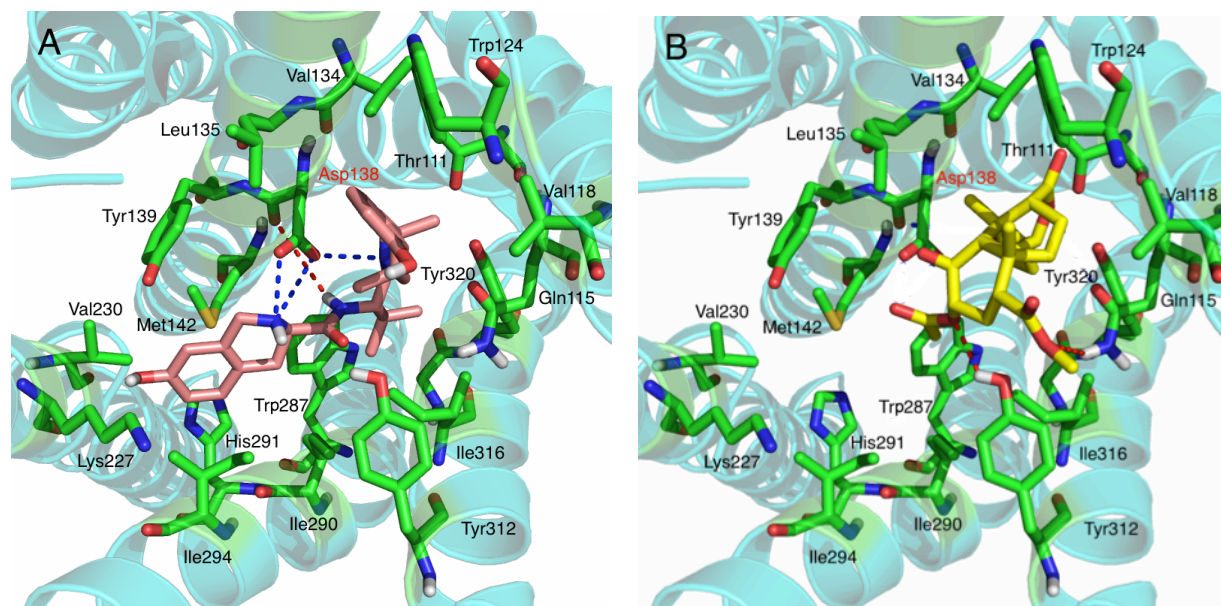 A
Trp124
Val134
Leu135
Thr111
Asp138
Val118
Tyr139
Tyr320
Gln115
Val230
Met142
Trp287
His291
Lys227
Ile316
Ile290
Tyr312
Ile294
B
Trp124
Val134
Leu135
Thr111
Asp138
Val118
Tyr139
Tyr320
Gln115
Val230
Met142
Trp287
His291
Lys227
Ile316
Ile290
Tyr312
Ile294